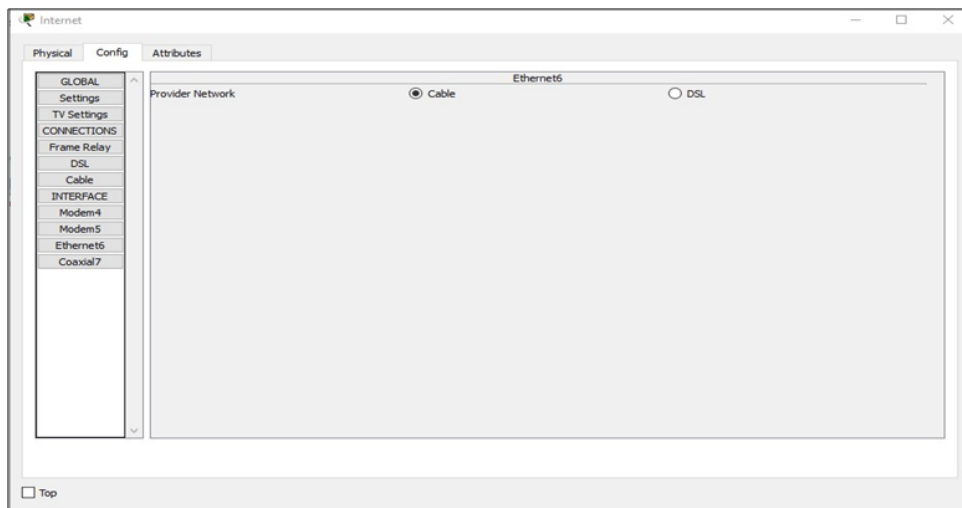 Internet
Physical Config Attributes
GLOBAL
Settings
TV Settings
CONNECTIONS
Frame Relay
DSL
Cable
INTERFACE
Modem4
Modem5
Ethernet6
Coaxial7
Ethernet6
Provider Network Cable DSL
Top